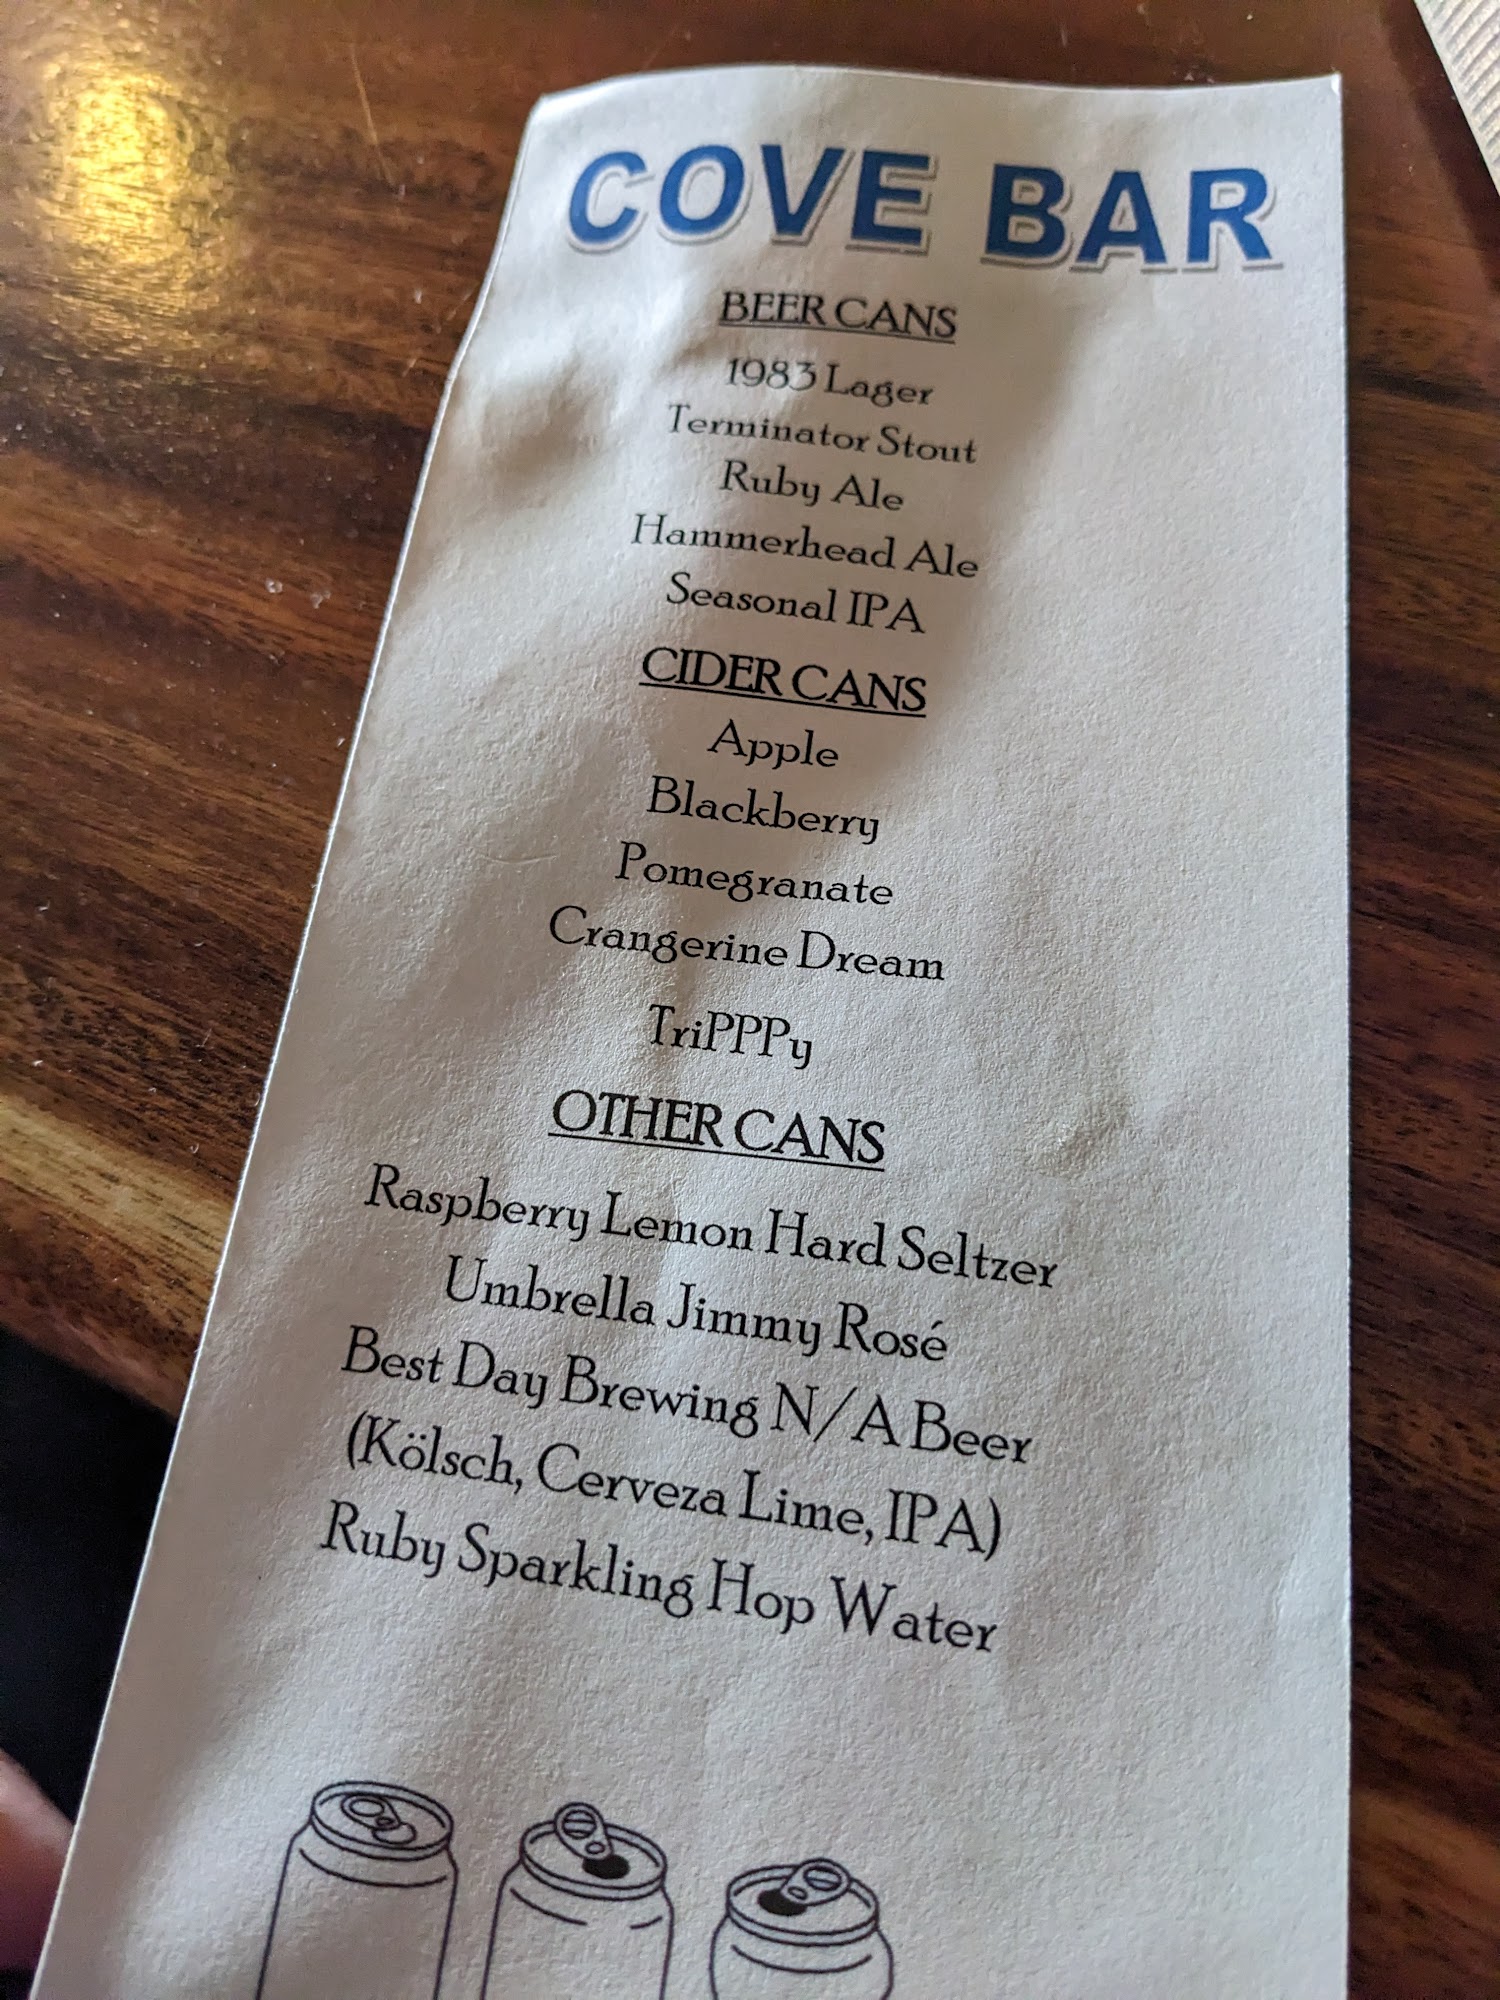 COVE BAR
BEER CANS
1983 Lager
Terminator Stout
Ruby Ale
Hammerhead Ale
Seasonal IPA
CIDER CANS
Apple
Blackberry
Pomegranate
Crangerine Dream
TriPPPy
OTHER CANS
Raspberry Lemon Hard Seltzer
Umbrella Jimmy Rosé
Best Day Brewing N/A Beer
(Kölsch, Cerveza Lime, IPA)
Ruby Sparkling Hop Water